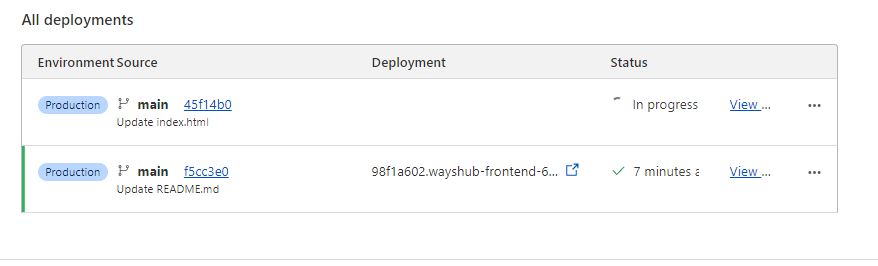 All deployments
Environment Source Deployment Status
Production main 45f14b0 In progress View ...
Update index.html
Production main f5cc3e0 98f1a602.wayshub-frontend-6... 7 minutes a View ...
Update README.md